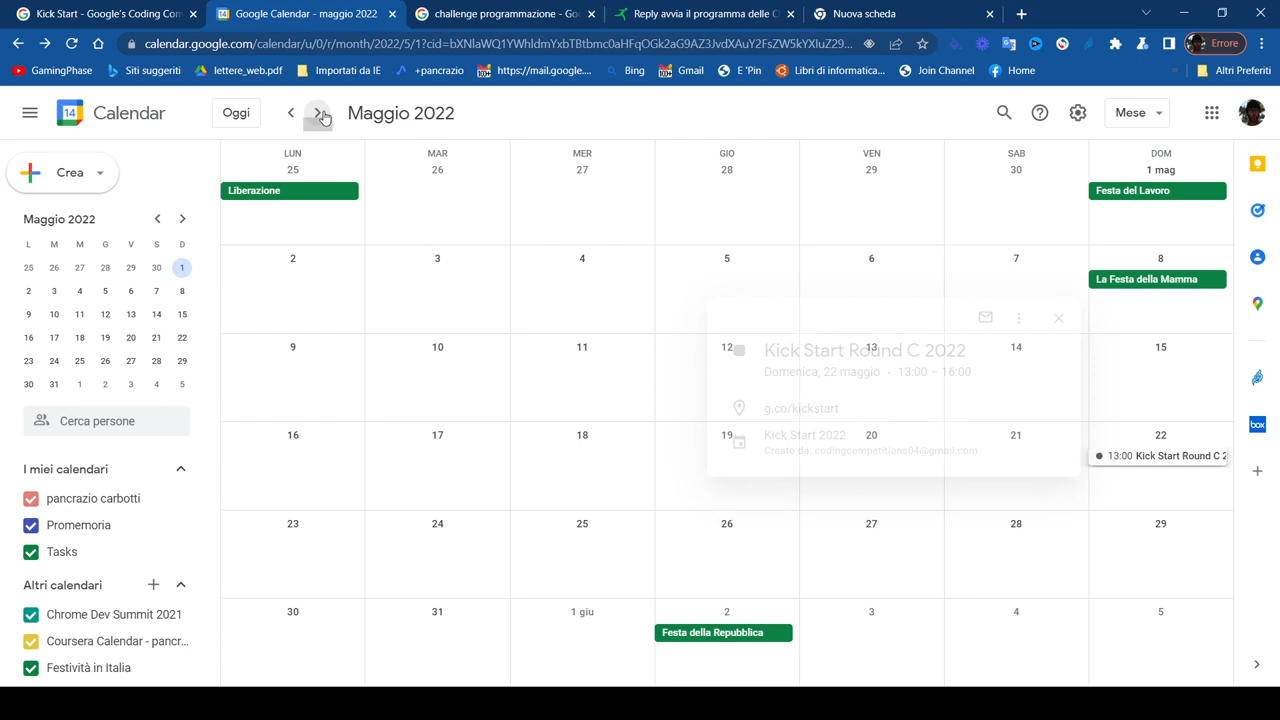 Kick Start - Google's Coding Com
Google Calendar - maggio 2022
challenge programmazione - Goo
Reply avvia il programma delle C
Nuova scheda
calendar.google.com/calendar/u/0/r/month/2022/5/1?cid=bXNlaWQ1YWhldmYxbTBtbmc0aHFqOGk2aG9AZ3JvdXAuY2FsZW5kYXIuZ29...
Errore
GamingPhase
Siti suggeriti
lettere_web.pdf
Importati da IE
+pancrazio
https://mail.google....
Bing
Gmail
E 'Pin
Libri di informatica...
Join Channel
Home
Altri Preferiti
14 Calendar
Oggi
Maggio 2022
Mese
Crea
Maggio 2022
L M M G V S D
25 26 27 28 29 30 1
2 3 4 5 6 7 8
9 10 11 12 13 14 15
16 17 18 19 20 21 22
23 24 25 26 27 28 29
30 31 1 2 3 4 5
Cerca persone
I miei calendari
pancrazio carbotti
Promemoria
Tasks
Altri calendari
Chrome Dev Summit 2021
Coursera Calendar - pancr...
Festività in Italia
LUN MAR MER GIO VEN SAB DOM
25 26 27 28 29 30 1 mag
Liberazione
Festa del Lavoro
2 3 4 5 6 7 8
La Festa della Mamma
9 10 11 12 13 14 15
Kick Start Round C 2022
Domenica, 22 maggio · 13:00 – 16:00
g.co/kickstart
Kick Start 2022
Creato da: codingcompetitions04@gmail.com
16 17 18 19 20 21 22
13:00 Kick Start Round C 2
23 24 25 26 27 28 29
30 31 1 giu 2 3 4 5
Festa della Repubblica
box